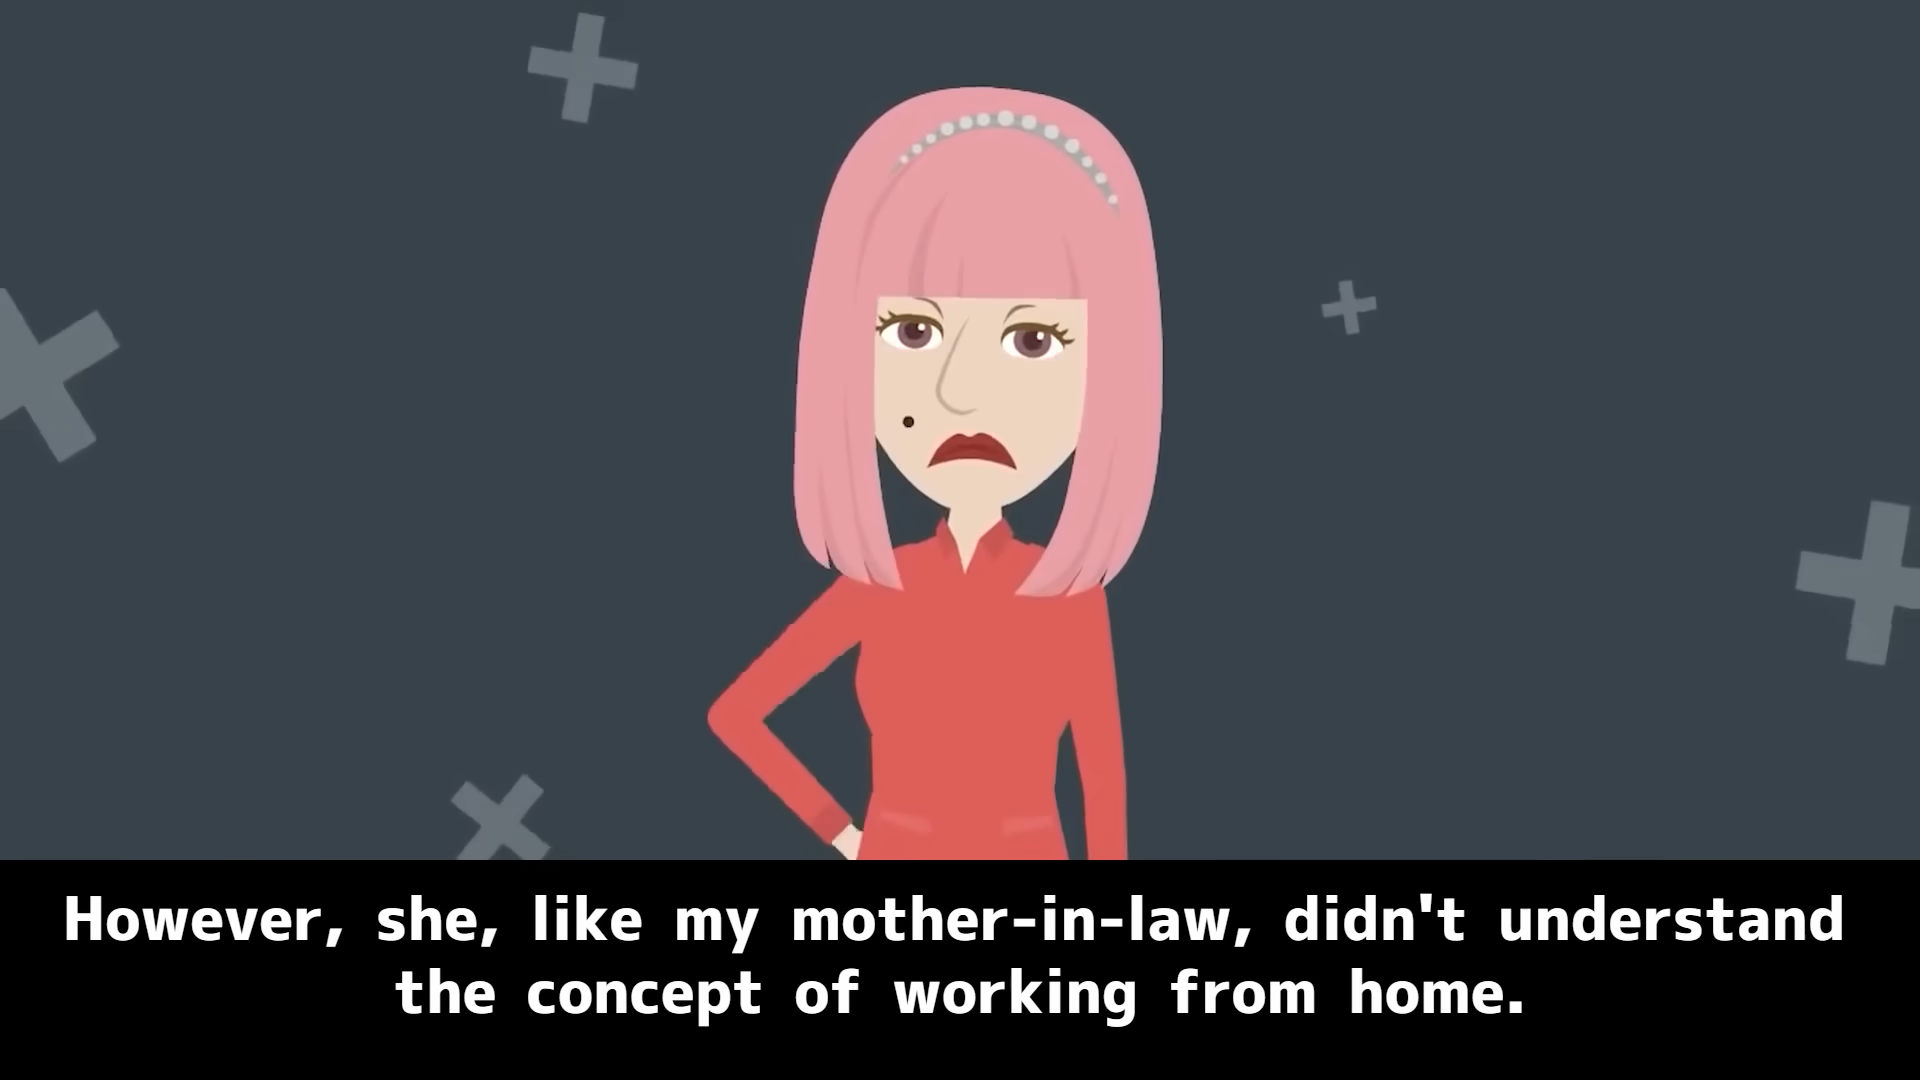 However, she, like my mother-in-law, didn't understand
the concept of working from home.